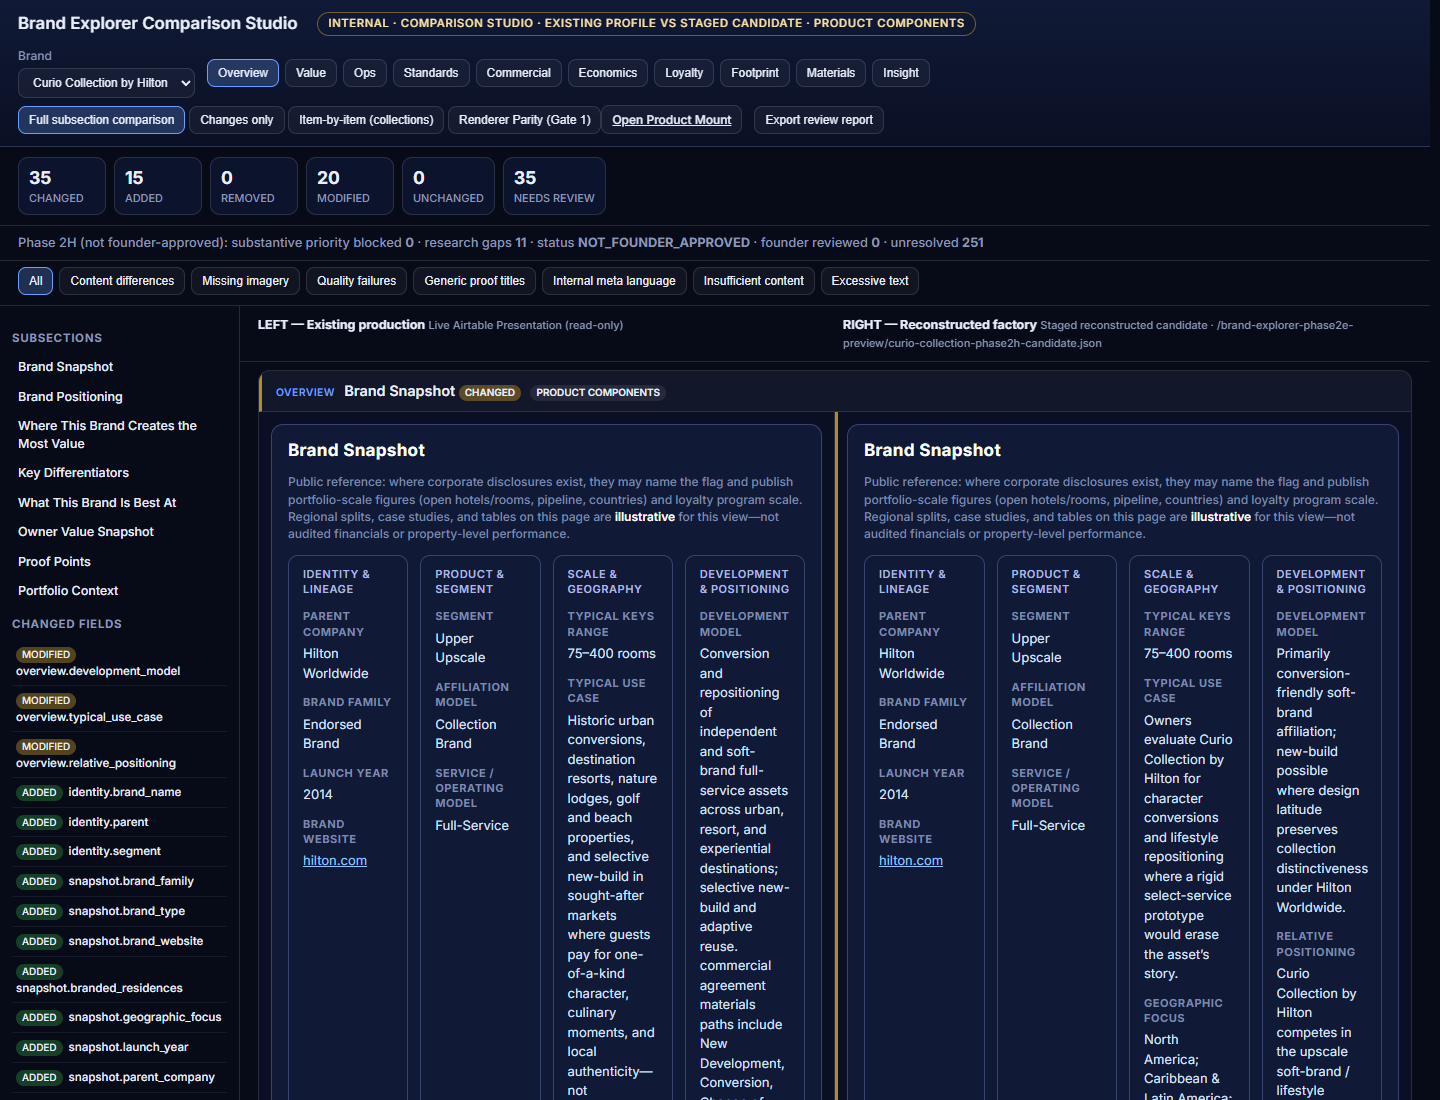 Brand Explorer Comparison Studio
INTERNAL · COMPARISON STUDIO · EXISTING PROFILE VS STAGED CANDIDATE · PRODUCT COMPONENTS
Brand
Curio Collection by Hilton
Overview
Value
Ops
Standards
Commercial
Economics
Loyalty
Footprint
Materials
Insight
Full subsection comparison
Changes only
Item-by-item (collections)
Renderer Parity (Gate 1)
Open Product Mount
Export review report
35
CHANGED
15
ADDED
0
REMOVED
20
MODIFIED
0
UNCHANGED
35
NEEDS REVIEW
Phase 2H (not founder-approved): substantive priority blocked 0 · research gaps 11 · status NOT_FOUNDER_APPROVED · founder reviewed 0 · unresolved 251
All
Content differences
Missing imagery
Quality failures
Generic proof titles
Internal meta language
Insufficient content
Excessive text
SUBSECTIONS
Brand Snapshot
Brand Positioning
Where This Brand Creates the
Most Value
Key Differentiators
What This Brand Is Best At
Owner Value Snapshot
Proof Points
Portfolio Context
CHANGED FIELDS
MODIFIED
overview.development_model
MODIFIED
overview.typical_use_case
MODIFIED
overview.relative_positioning
ADDED identity.brand_name
ADDED identity.parent
ADDED identity.segment
ADDED snapshot.brand_family
ADDED snapshot.brand_type
ADDED snapshot.brand_website
ADDED
snapshot.branded_residences
ADDED snapshot.geographic_focus
ADDED snapshot.launch_year
ADDED snapshot.parent_company
LEFT — Existing production Live Airtable Presentation (read-only)
RIGHT — Reconstructed factory Staged reconstructed candidate · /brand-explorer-phase2e-
preview/curio-collection-phase2h-candidate.json
OVERVIEW Brand Snapshot CHANGED PRODUCT COMPONENTS
Brand Snapshot
Public reference: where corporate disclosures exist, they may name the flag and publish
portfolio-scale figures (open hotels/rooms, pipeline, countries) and loyalty program scale.
Regional splits, case studies, and tables on this page are illustrative for this view—not
audited financials or property-level performance.
IDENTITY &
LINEAGE
PARENT
COMPANY
Hilton
Worldwide
BRAND FAMILY
Endorsed
Brand
LAUNCH YEAR
2014
BRAND
WEBSITE
hilton.com
PRODUCT &
SEGMENT
SEGMENT
Upper
Upscale
AFFILIATION
MODEL
Collection
Brand
SERVICE /
OPERATING
MODEL
Full-Service
SCALE &
GEOGRAPHY
TYPICAL KEYS
RANGE
75–400 rooms
TYPICAL USE
CASE
Historic urban
conversions,
destination
resorts, nature
lodges, golf
and beach
properties,
and selective
new-build in
sought-after
markets
where guests
pay for one-
of-a-kind
character,
culinary
moments, and
local
authenticity—
not
DEVELOPMENT
& POSITIONING
DEVELOPMENT
MODEL
Conversion
and
repositioning
of
independent
and soft-
brand full-
service assets
across urban,
resort, and
experiential
destinations;
selective new-
build and
adaptive
reuse.
commercial
agreement
materials
paths include
New
Development,
Conversion,
Brand Snapshot
Public reference: where corporate disclosures exist, they may name the flag and publish
portfolio-scale figures (open hotels/rooms, pipeline, countries) and loyalty program scale.
Regional splits, case studies, and tables on this page are illustrative for this view—not
audited financials or property-level performance.
IDENTITY &
LINEAGE
PARENT
COMPANY
Hilton
Worldwide
BRAND FAMILY
Endorsed
Brand
LAUNCH YEAR
2014
BRAND
WEBSITE
hilton.com
PRODUCT &
SEGMENT
SEGMENT
Upper
Upscale
AFFILIATION
MODEL
Collection
Brand
SERVICE /
OPERATING
MODEL
Full-Service
SCALE &
GEOGRAPHY
TYPICAL KEYS
RANGE
75–400 rooms
TYPICAL USE
CASE
Owners
evaluate Curio
Collection by
Hilton for
character
conversions
and lifestyle
repositioning
where a rigid
select-service
prototype
would erase
the asset's
story.
GEOGRAPHIC
FOCUS
North
America;
Caribbean &
Latin America;
DEVELOPMENT
& POSITIONING
DEVELOPMENT
MODEL
Primarily
conversion-
friendly soft-
brand
affiliation;
new-build
possible
where design
latitude
preserves
collection
distinctiveness
under Hilton
Worldwide.
RELATIVE
POSITIONING
Curio
Collection by
Hilton
competes in
the upscale
soft-brand /
lifestyle